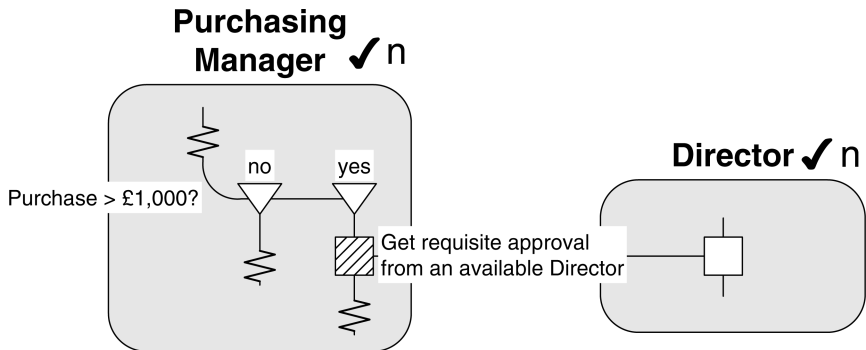 Purchasing
Manager ✔n
no
yes
Purchase > £1,000?
Get requisite approval
from an available Director
Director ✔n